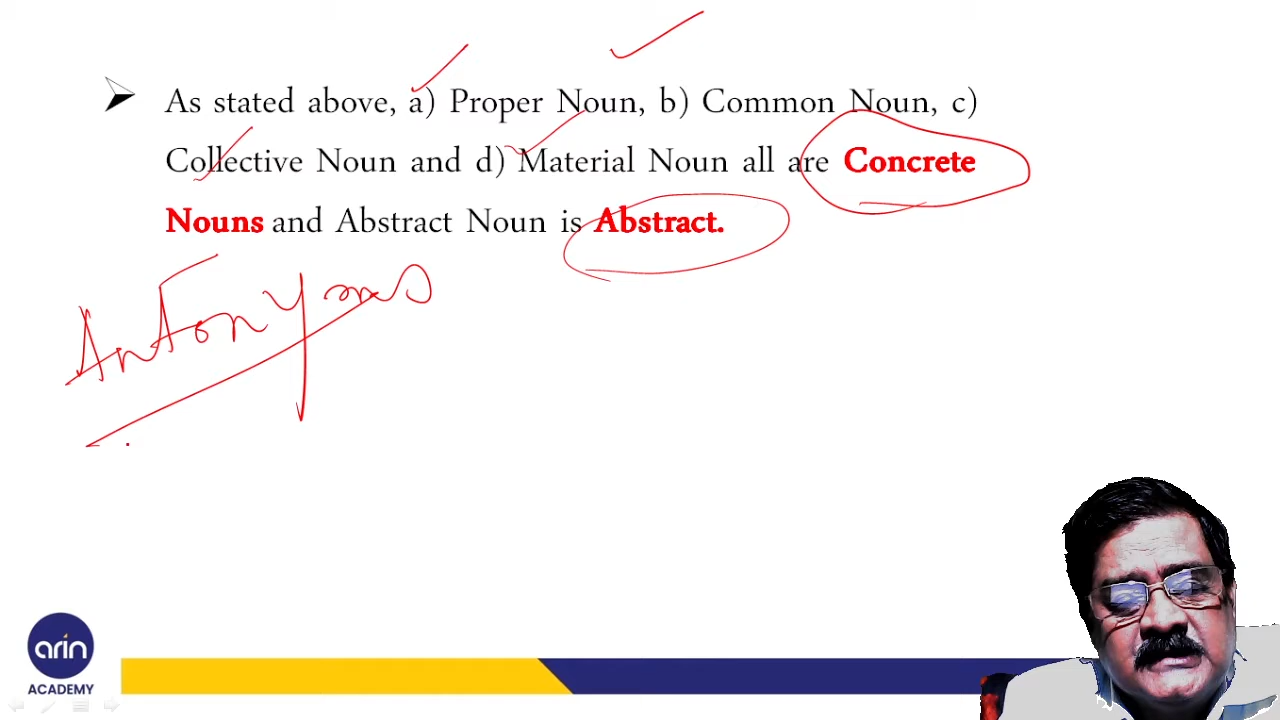 As stated above, a) Proper Noun, b) Common Noun, c)
Collective Noun and d) Material Noun all are Concrete
Nouns and Abstract Noun is Abstract.
Antonyms
arin
ACADEMY